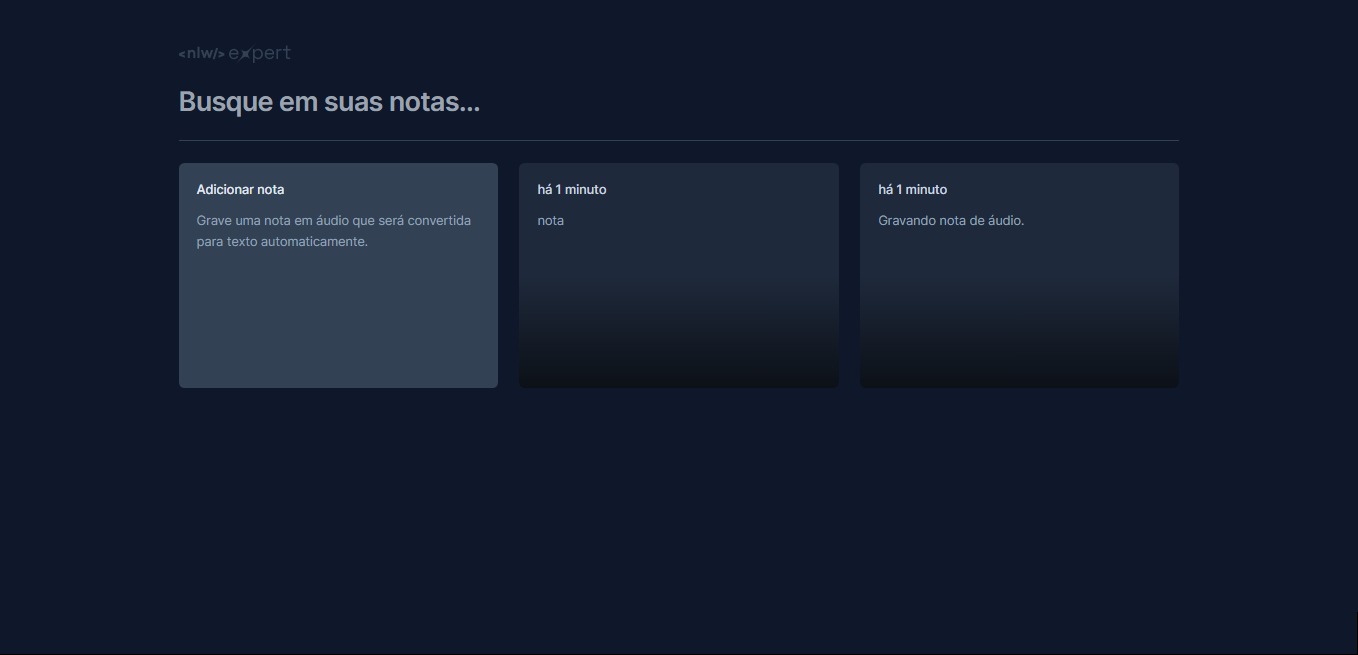 <nlw/> expert
Busque em suas notas...
Adicionar nota
Grave uma nota em áudio que será convertida
para texto automaticamente.
há 1 minuto
nota
há 1 minuto
Gravando nota de áudio.